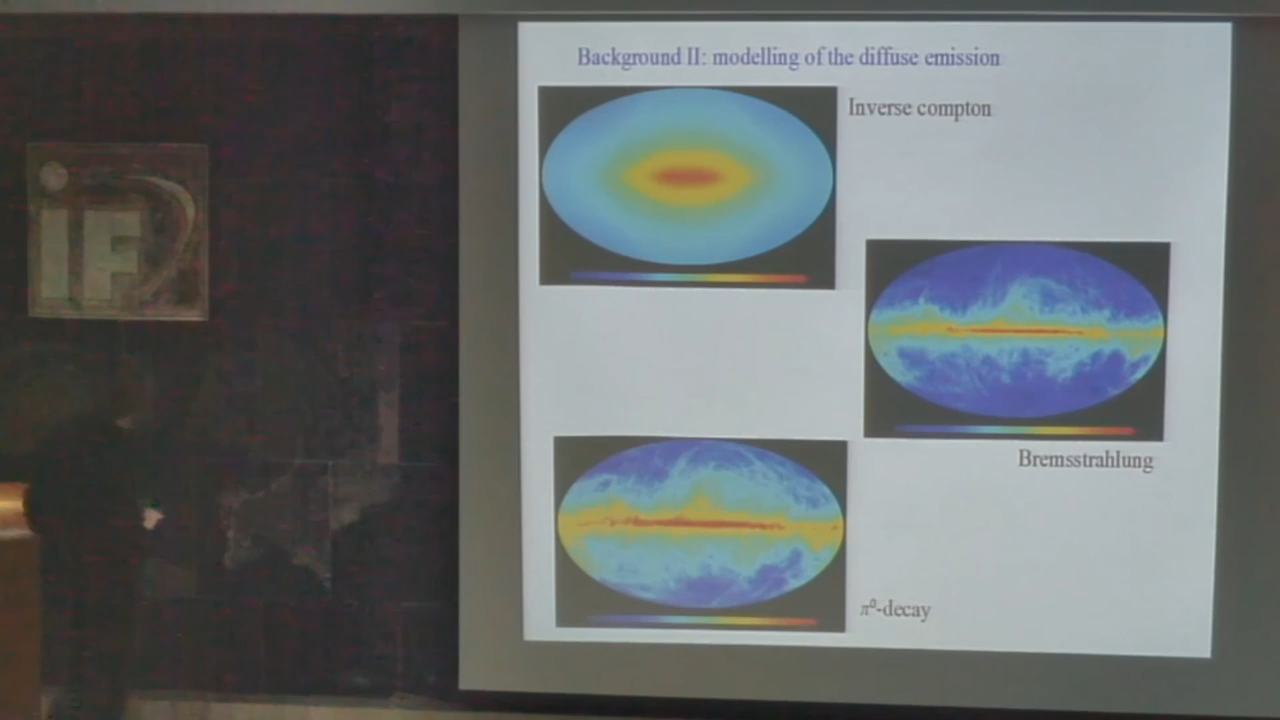 Background II: modelling of the diffuse emission
Inverse compton
Bremsstrahlung
π⁰-decay
iF